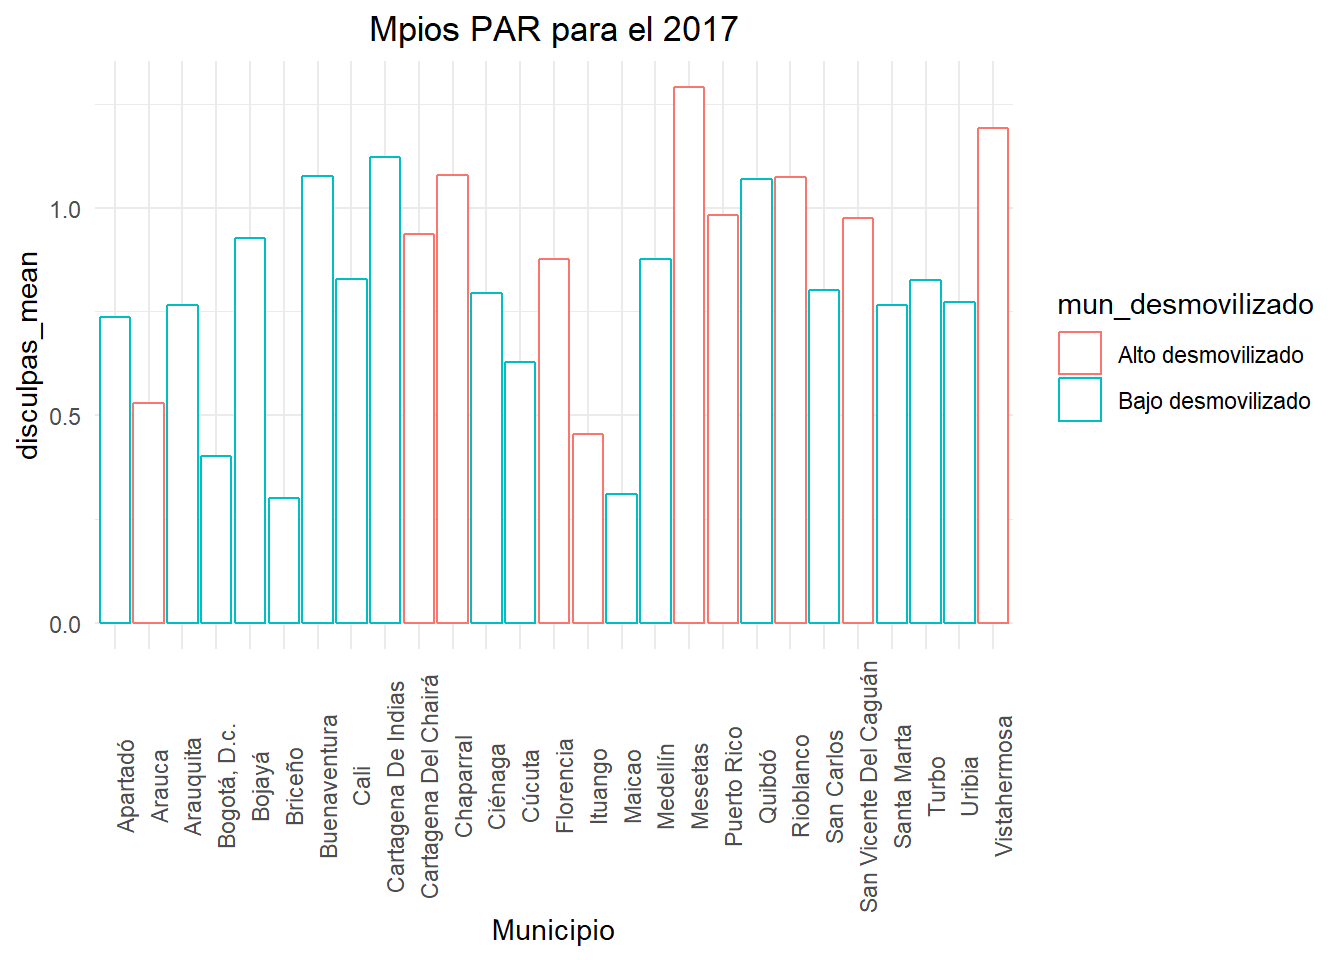 Mpios PAR para el 2017
disculpas_mean
1.0
0.5
0.0
Apartadó
Arauca
Arauquita
Bogotá, D.c.
Bojayá
Briceño
Buenaventura
Cali
Cartagena De Indias
Cartagena Del Chairá
Chaparral
Ciénaga
Cúcuta
Florencia
Ituango
Maicao
Medellín
Mesetas
Puerto Rico
Quibdó
Rioblanco
San Carlos
San Vicente Del Caguán
Santa Marta
Turbo
Uribia
Vistahermosa
Municipio
mun_desmovilizado
Alto desmovilizado
Bajo desmovilizado